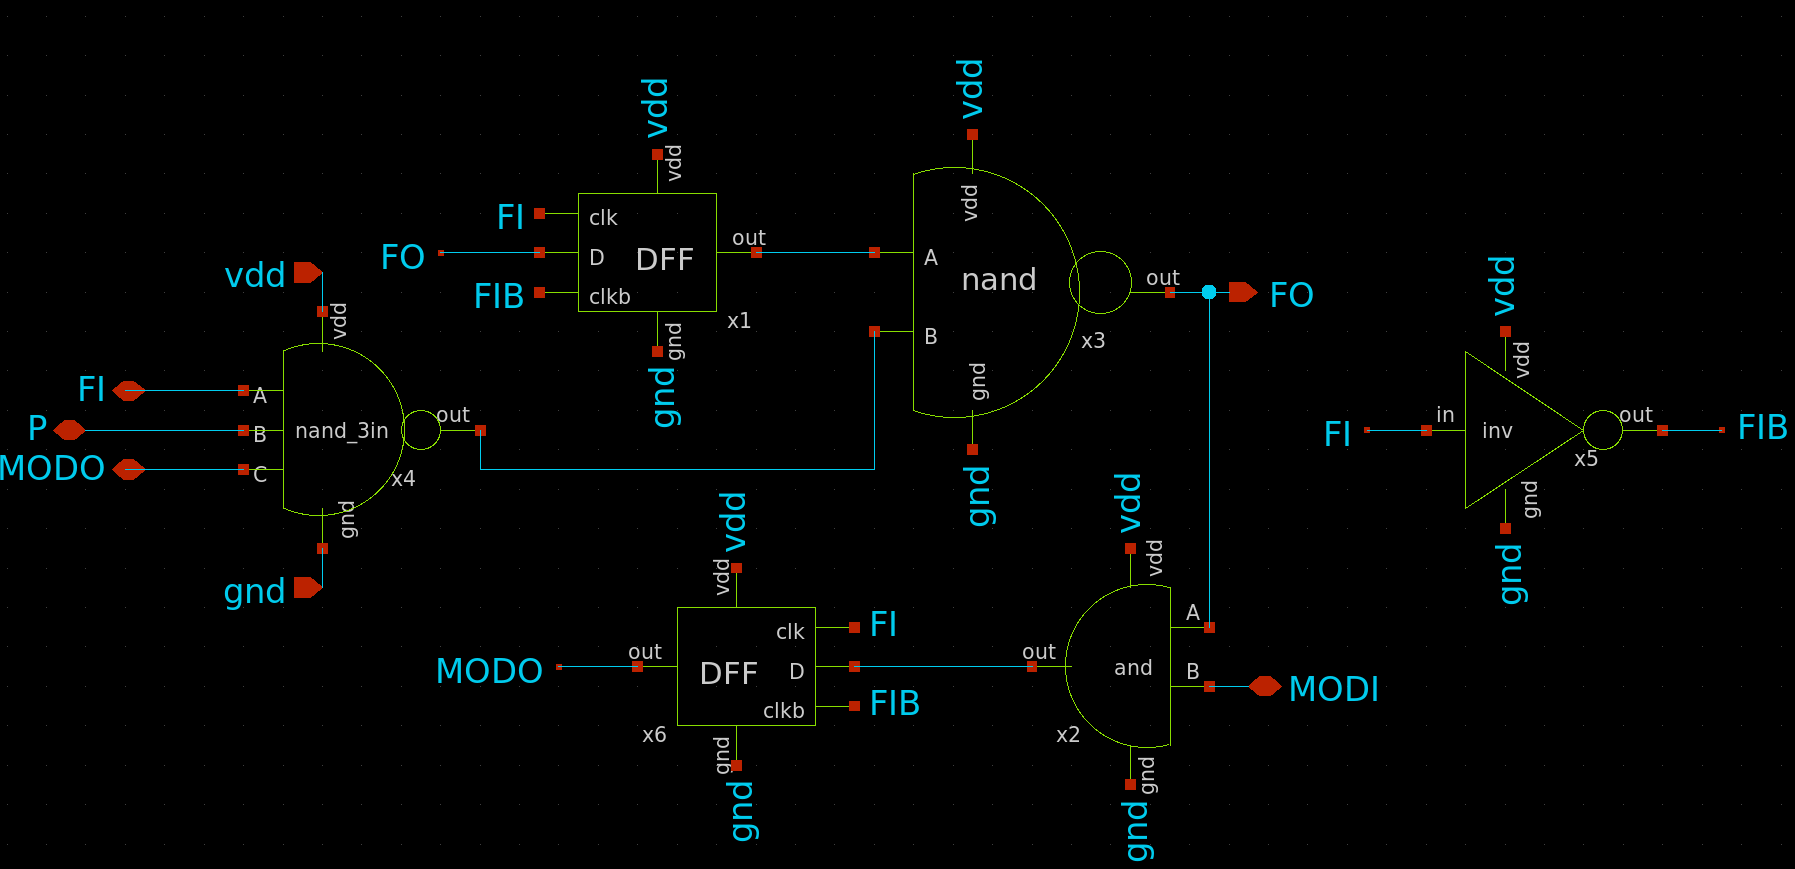 vdd
vdd
FI
clk
FO
D
DFF
out
FIB
clkb
vdd
gnd
x1
gnd
vdd
vdd
A
nand
out
FO
B
x3
gnd
gnd
vdd
vdd
FI
A
P
B
nand_3in
out
MODO
C
x4
gnd
gnd
vdd
vdd
FI
in
inv
out
FIB
x5
gnd
gnd
vdd
vdd
MODO
out
DFF
clk
FI
D
clkb
FIB
x6
gnd
gnd
vdd
vdd
out
and
A
B
MODI
x2
gnd
gnd